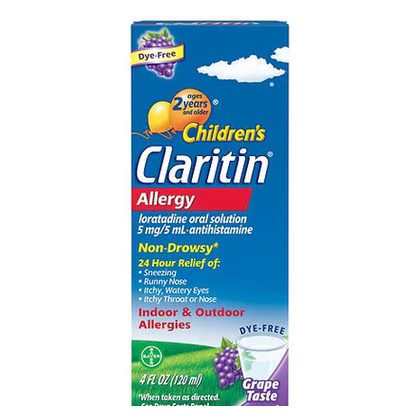 Dye-Free
ages
2 years
and older
®
Children's
Claritin®
Allergy
loratadine oral solution
5 mg/5 mL-antihistamine
Non-Drowsy*
24 Hour Relief of:
• Sneezing
• Runny Nose
• Itchy, Watery Eyes
• Itchy Throat or Nose
Indoor & Outdoor
Allergies
DYE-FREE
BAYER
4 FL OZ (120 ml)
Grape
Taste
*When taken as directed.